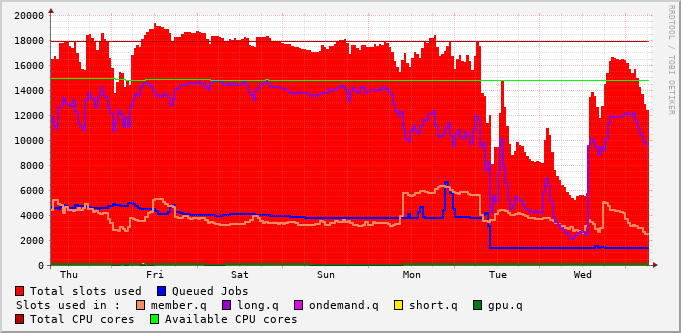 20000
18000
16000
14000
12000
10000
8000
6000
4000
2000
0
Thu Fri Sat Sun Mon Tue Wed
RRDTOOL / TOBI OETIKER
Total slots used Queued Jobs
Slots used in : member.q long.q ondemand.q short.q gpu.q
Total CPU cores Available CPU cores